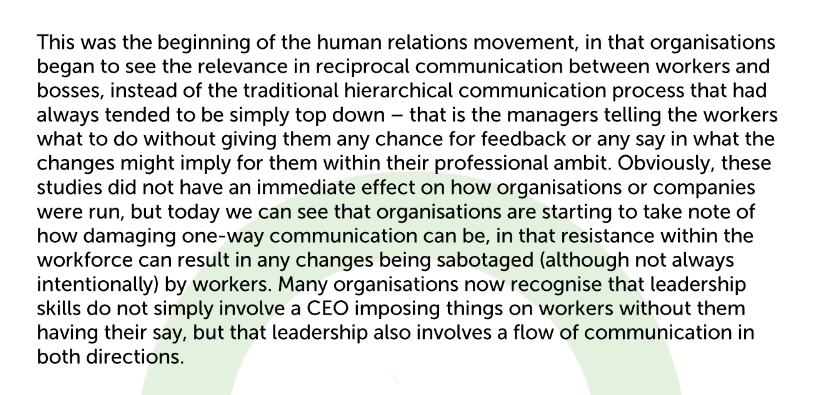 This was the beginning of the human relations movement, in that organisations
began to see the relevance in reciprocal communication between workers and
bosses, instead of the traditional hierarchical communication process that had
always tended to be simply top down – that is the managers telling the workers
what to do without giving them any chance for feedback or any say in what the
changes might imply for them within their professional ambit. Obviously, these
studies did not have an immediate effect on how organisations or companies
were run, but today we can see that organisations are starting to take note of
how damaging one-way communication can be, in that resistance within the
workforce can result in any changes being sabotaged (although not always
intentionally) by workers. Many organisations now recognise that leadership
skills do not simply involve a CEO imposing things on workers without them
having their say, but that leadership also involves a flow of communication in
both directions.